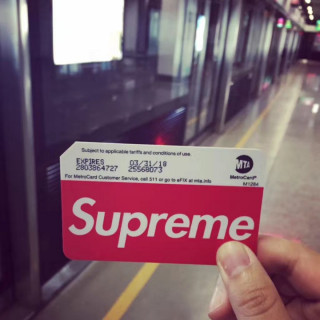 Subject to applicable tariffs and conditions of use.
EXPIRES 03/31/18
2803864727 25568073
For MetroCard Customer Service, call 511 or go to eFIX at mta.info
MTA
MetroCard®
M1284
Supreme